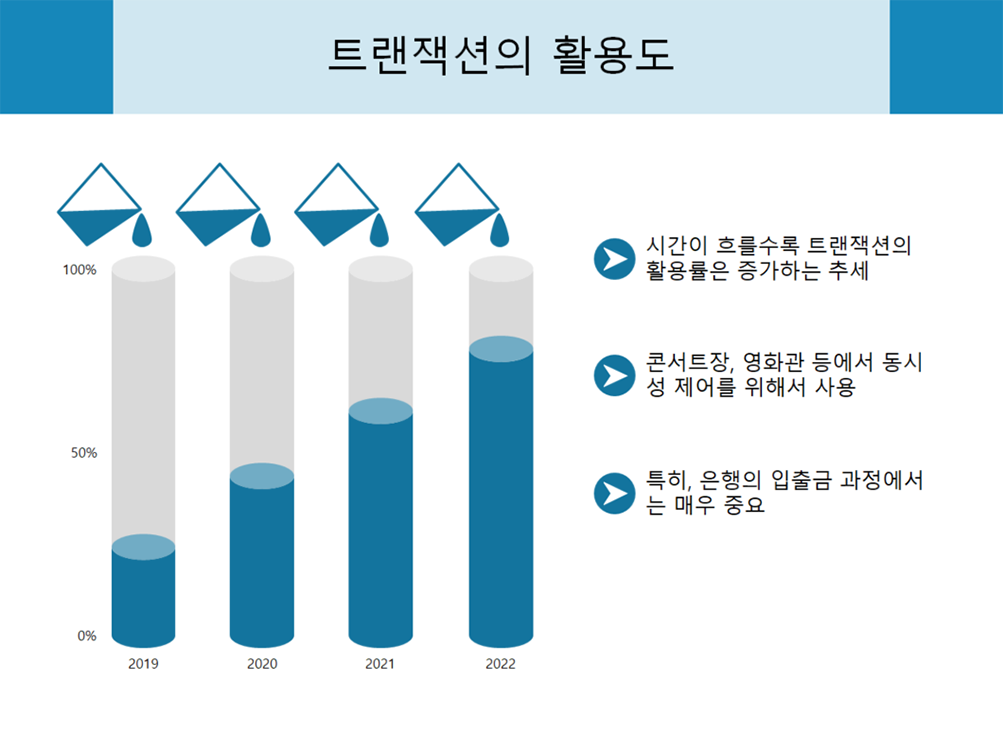 트랜잭션의 활용도
100%
50%
0%
2019
2020
2021
2022
시간이 흐를수록 트랜잭션의
활용률은 증가하는 추세
콘서트장, 영화관 등에서 동시
성 제어를 위해서 사용
특히, 은행의 입출금 과정에서
는 매우 중요